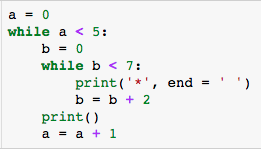 a = 0
while a < 5:
    b = 0
    while b < 7:
        print('*', end = ' ')
        b = b + 2
    print()
    a = a + 1